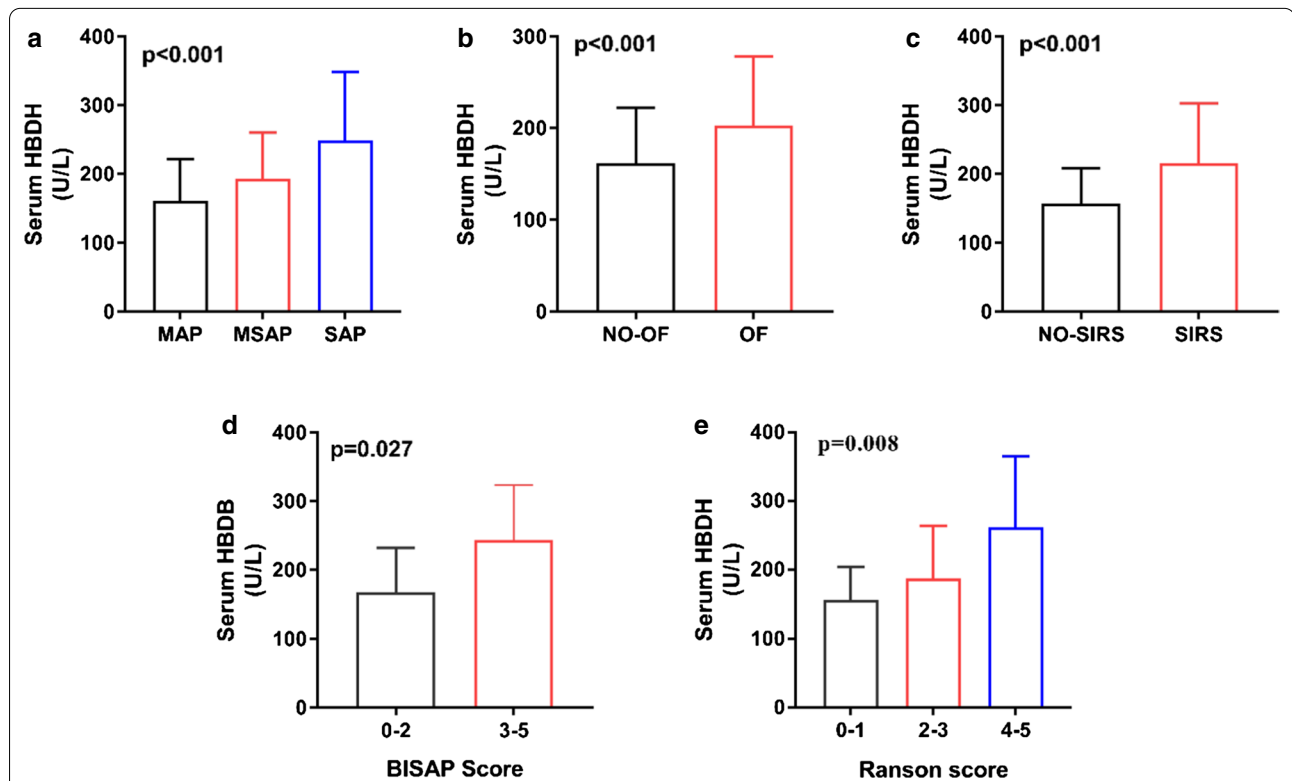 a
400
300
200
100
0
Serum HBDH
(U/L)
p<0.001
MAP MSAP SAP
b
300
200
100
0
Serum HBDH
(U/L)
p<0.001
NO-OF OF
c
400
300
200
100
0
Serum HBDH
(U/L)
p<0.001
NO-SIRS SIRS
d
400
300
200
100
0
Serum HBDB
(U/L)
p=0.027
0-2 3-5
BISAP Score
e
400
300
200
100
0
Serum HBDH
(U/L)
p=0.008
0-1 2-3 4-5
Ranson score